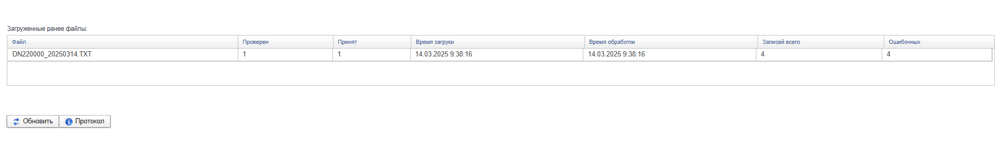 Загруженные ранее файлы:
Файл Проверен Принят Время загруки Время обработки Записей всего Ошибочных
DN220000_20250314.TXT 1 1 14.03.2025 9:38:16 14.03.2025 9:38:16 4 4
Обновить Протокол